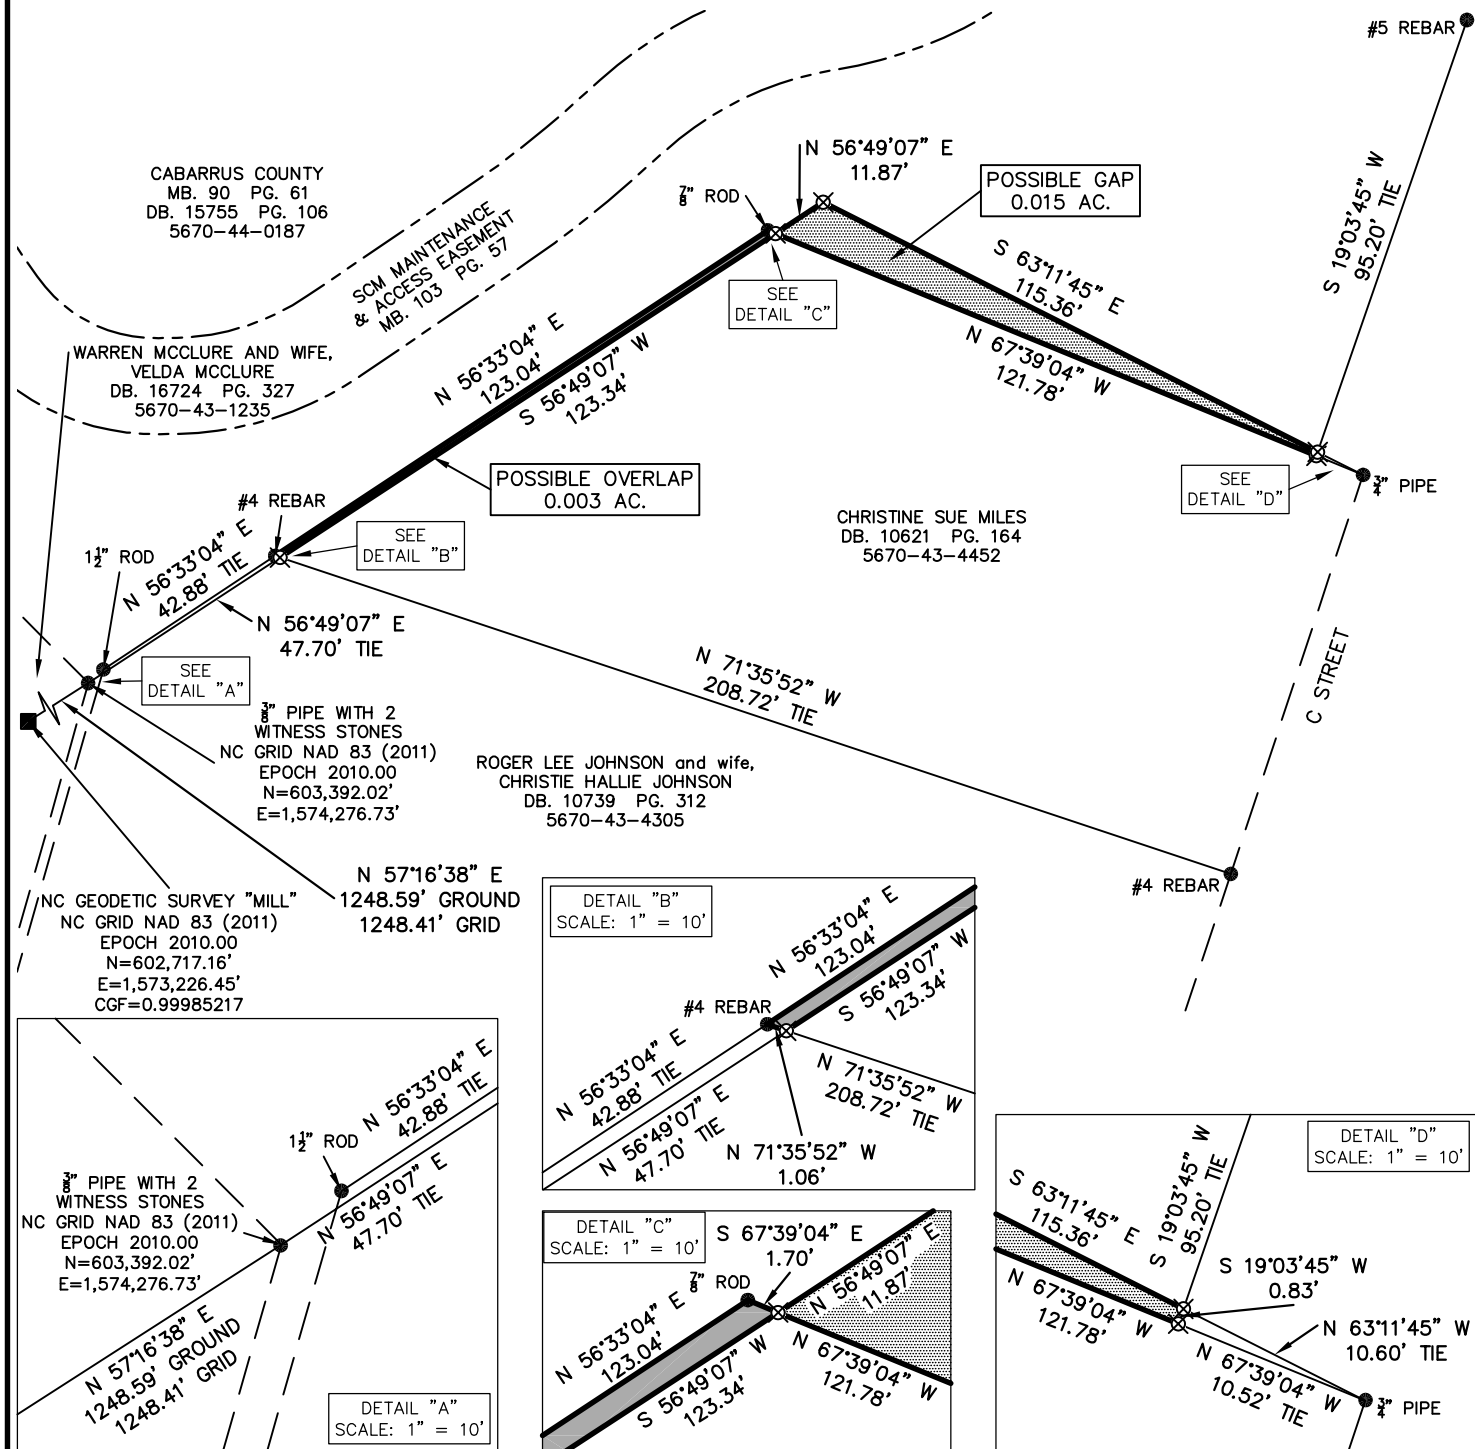 #5 REBAR
S 19°03'45" W
95.20' TIE
CABARRUS COUNTY
MB. 90 PG. 61
DB. 15755 PG. 106
5670-44-0187
N 56°49'07" E
11.87'
POSSIBLE GAP
0.015 AC.
7/8" ROD
SCM MAINTENANCE
& ACCESS EASEMENT
MB. 103 PG. 57
S 63°11'45" E
115.36'
SEE
DETAIL "C"
N 67°39'04" W
121.78'
WARREN MCCLURE AND WIFE,
VELDA MCCLURE
DB. 16724 PG. 327
5670-43-1235
N 56°33'04" E
123.04'
S 56°49'07" W
123.34'
POSSIBLE OVERLAP
0.003 AC.
SEE
DETAIL "D"
3/4" PIPE
#4 REBAR
SEE
DETAIL "B"
CHRISTINE SUE MILES
DB. 10621 PG. 164
5670-43-4452
1 1/2" ROD
N 56°33'04" E
42.88' TIE
N 56°49'07" E
47.70' TIE
SEE
DETAIL "A"
N 71°35'52" W
208.72' TIE
C STREET
3/8" PIPE WITH 2
WITNESS STONES
NC GRID NAD 83 (2011)
EPOCH 2010.00
N=603,392.02'
E=1,574,276.73'
ROGER LEE JOHNSON and wife,
CHRISTIE HALLIE JOHNSON
DB. 10739 PG. 312
5670-43-4305
N 57°16'38" E
1248.59' GROUND
1248.41' GRID
#4 REBAR
NC GEODETIC SURVEY "MILL"
NC GRID NAD 83 (2011)
EPOCH 2010.00
N=602,717.16'
E=1,573,226.45'
CGF=0.99985217
DETAIL "B"
SCALE: 1" = 10'
N 56°33'04" E
123.04'
S 56°49'07" W
123.34'
#4 REBAR
N 56°33'04" E
42.88' TIE
N 56°49'07" E
47.70' TIE
N 71°35'52" W
208.72' TIE
N 71°35'52" W
1.06'
N 56°33'04" E
42.88' TIE
1 1/2" ROD
N 56°49'07" E
47.70' TIE
3/8" PIPE WITH 2
WITNESS STONES
NC GRID NAD 83 (2011)
EPOCH 2010.00
N=603,392.02'
E=1,574,276.73'
N 57°16'38" E
1248.59' GROUND
1248.41' GRID
DETAIL "A"
SCALE: 1" = 10'
DETAIL "C"
SCALE: 1" = 10'
S 67°39'04" E
1.70'
7/8" ROD
N 56°49'07" E
11.87'
N 56°33'04" E
123.04'
S 56°49'07" W
123.34'
N 67°39'04" W
121.78'
DETAIL "D"
SCALE: 1" = 10'
S 63°11'45" E
115.36'
S 19°03'45" W
95.20' TIE
N 67°39'04" W
121.78'
S 19°03'45" W
0.83'
N 63°11'45" W
10.60' TIE
N 67°39'04" W
10.52' TIE
3/4" PIPE